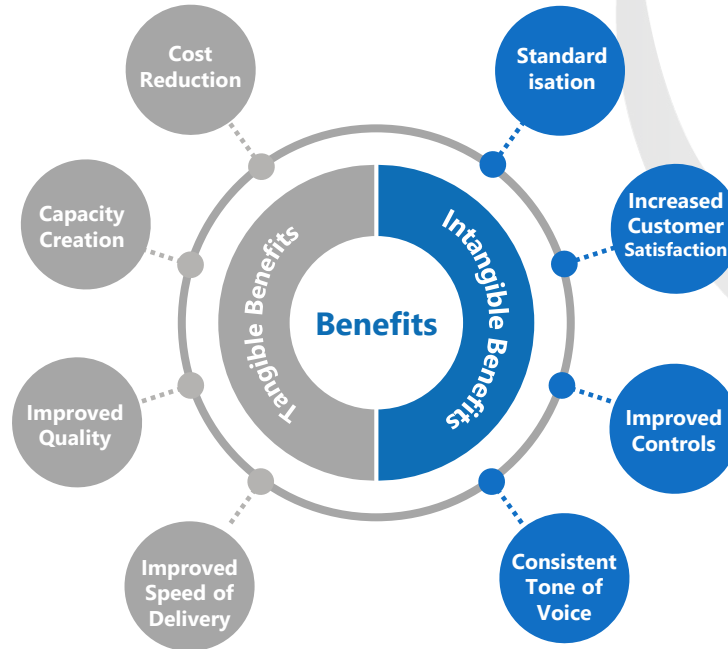 Cost
Reduction
Standard
isation
Capacity
Creation
Increased
Customer
Satisfaction
Tangible Benefits
Benefits
Intangible Benefits
Improved
Quality
Improved
Controls
Improved
Speed of
Delivery
Consistent
Tone of
Voice